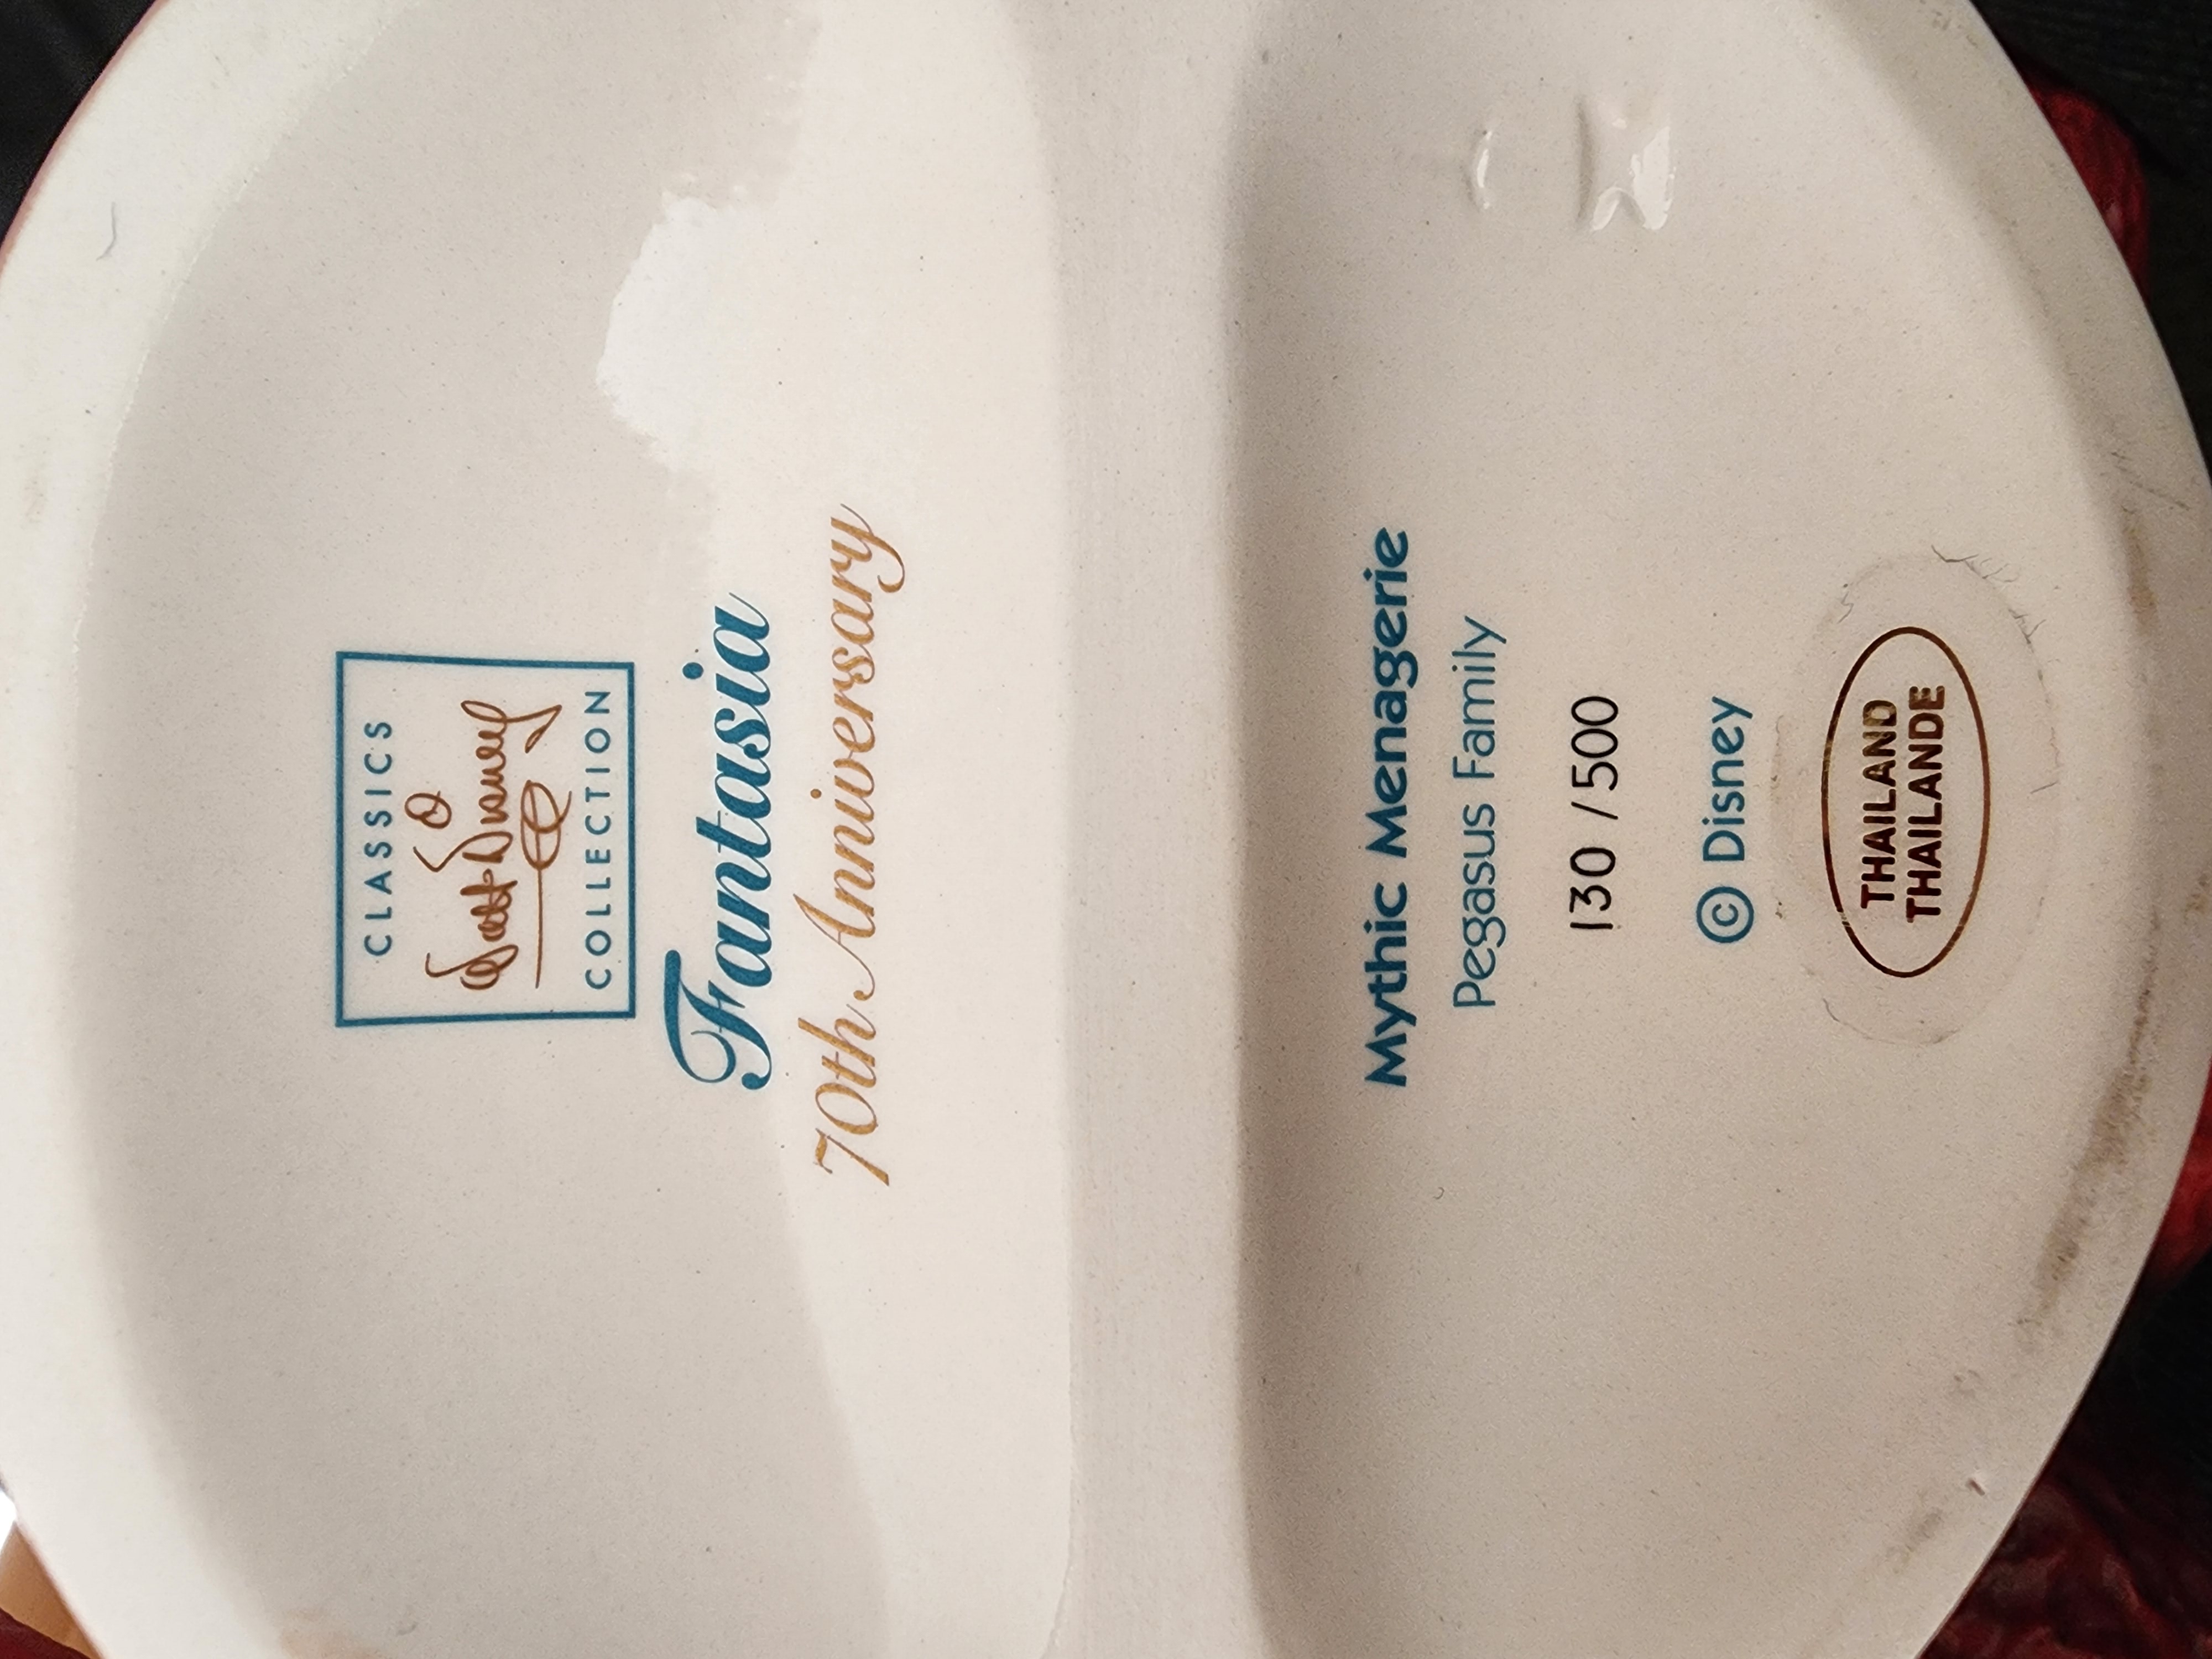 CLASSICS
Walt Disney
COLLECTION
Fantasia
70th Anniversary
Mythic Menagerie
Pegasus Family
130 / 500
© Disney
THAILAND
THAILANDE